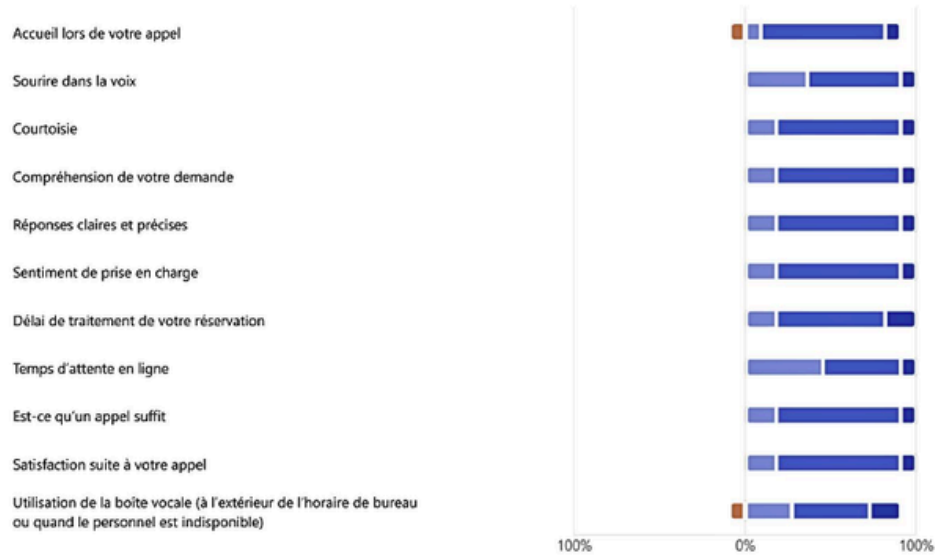 Accueil lors de votre appel
Sourire dans la voix
Courtoisie
Compréhension de votre demande
Réponses claires et précises
Sentiment de prise en charge
Délai de traitement de votre réservation
Temps d'attente en ligne
Est-ce qu'un appel suffit
Satisfaction suite à votre appel
Utilisation de la boîte vocale (à l'extérieur de l'horaire de bureau
ou quand le personnel est indisponible)
100% 0% 100%